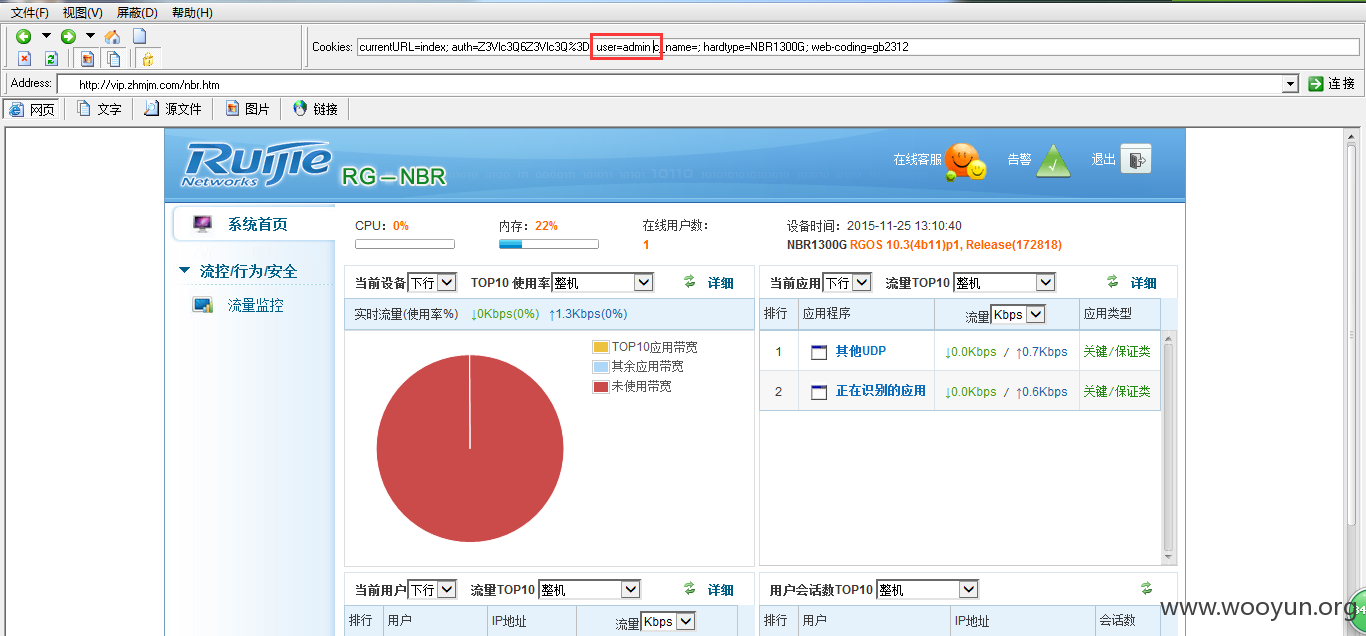 文件(F) 视图(V) 屏蔽(D) 帮助(H)
Cookies: currentURL=index; auth=Z3Vlc3Q6Z3Vlc3Q%3D; user=admin c_name=; hardtype=NBR1300G; web-coding=gb2312
Address: http://vip.zhmjm.com/nbr.htm 连接
网页 文字 源文件 图片 链接
Ruijie Networks RG-NBR 在线客服 告警 退出
系统首页
CPU: 0% 内存: 22% 在线用户数: 设备时间: 2015-11-25 13:10:40
1 NBR1300G RGOS 10.3(4b11)p1, Release(172818)
流控/行为/安全
流量监控
当前设备 下行 TOP10 使用率 整机 详细 当前应用 下行 流量TOP10 整机 详细
实时流量(使用率%) ↓0Kbps(0%) ↑1.3Kbps(0%) 排行 应用程序 流量 Kbps 应用类型
TOP10应用带宽
其余应用带宽
未使用带宽
1 其他UDP ↓0.0Kbps / ↑0.7Kbps 关键/保证类
2 正在识别的应用 ↓0.0Kbps / ↑0.6Kbps 关键/保证类
当前用户 下行 流量TOP10 整机 详细 用户会话数TOP10 整机
排行 用户 IP地址 流量 Kbps 排行 用户 IP地址 会话数
www.wooyun.org